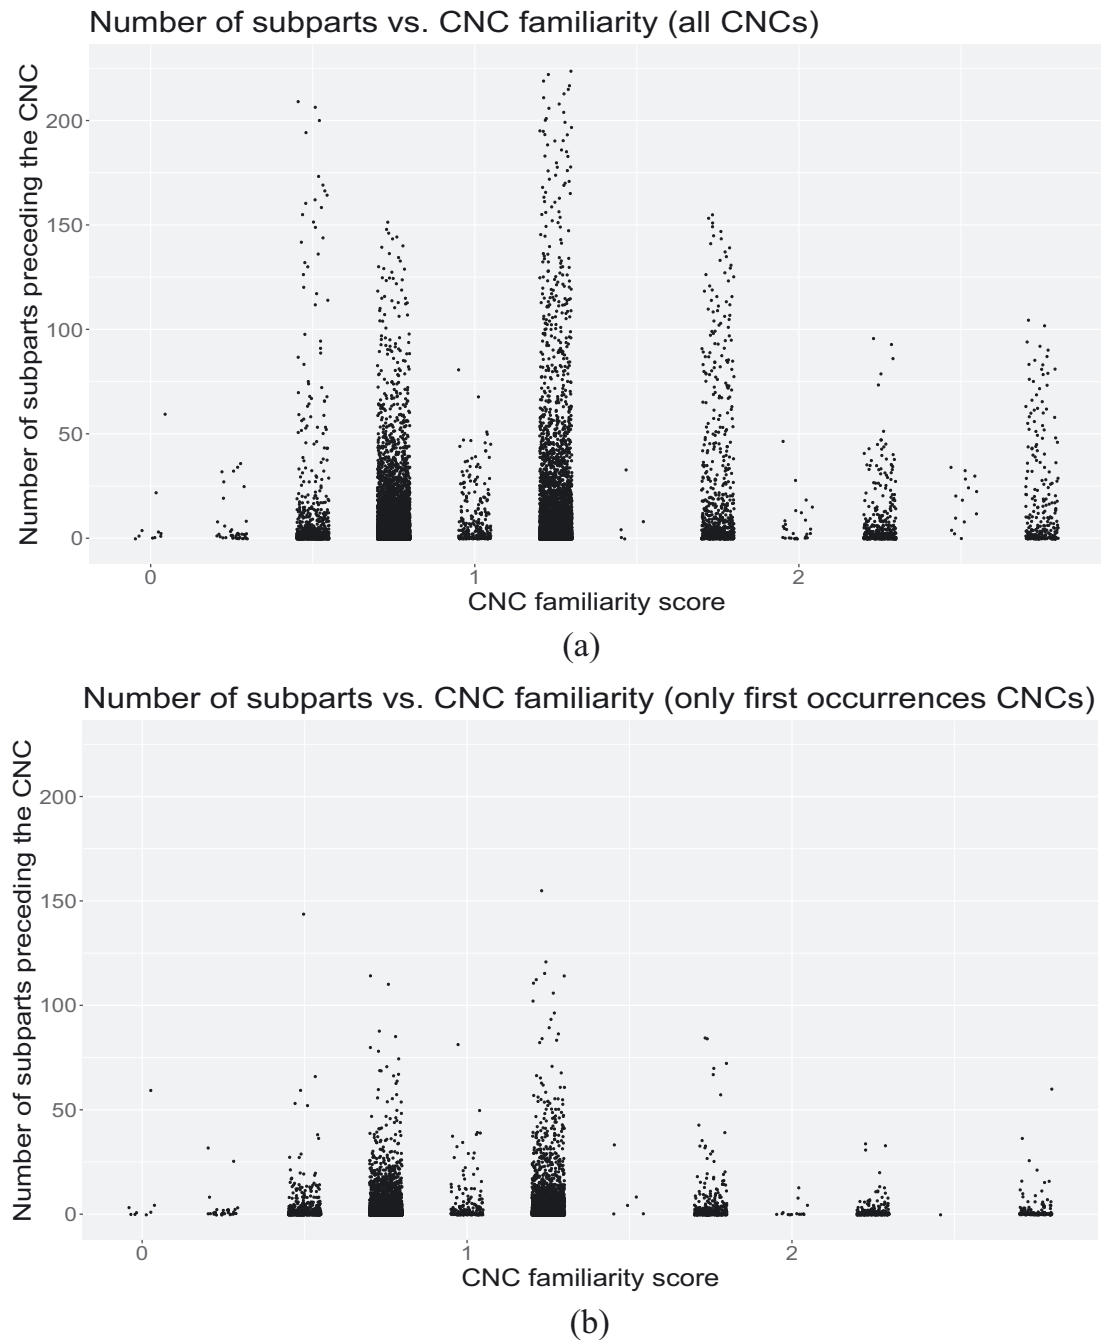 Number of subparts vs. CNC familiarity (all CNCs)
Number of subparts preceding the CNC
200
150
100
50
0
0 1 2
CNC familiarity score
(a)
Number of subparts vs. CNC familiarity (only first occurrences CNCs)
Number of subparts preceding the CNC
200
150
100
50
0
0 1 2
CNC familiarity score
(b)